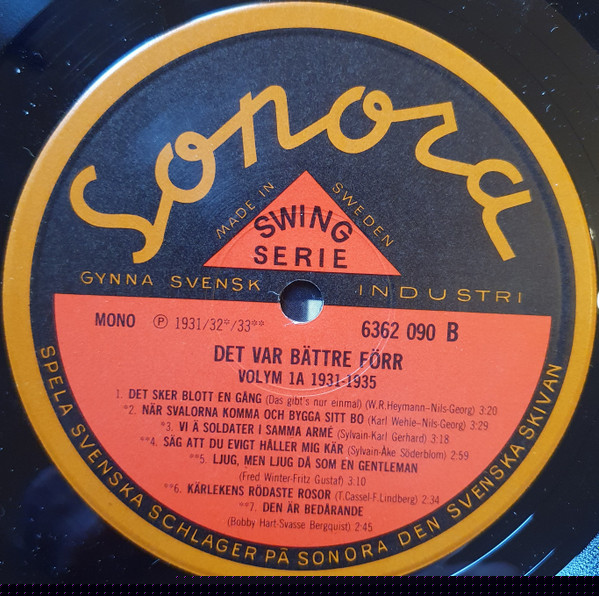 Sonora
MADE IN SWEDEN
SWING
SERIE
GYNNA SVENSK INDUSTRI
MONO Ⓟ 1931/32*/33** 6362 090 B
DET VAR BÄTTRE FÖRR
VOLYM 1A 1931-1935
1. DET SKER BLOTT EN GÅNG (Das gibt's nur einmal) (W.R.Heymann–Nils-Georg) 3:20
*2. NÄR SVALORNA KOMMA OCH BYGGA SITT BO (Karl Wehle–Nils-Georg) 3:29
*3. VI Ä SOLDATER I SAMMA ARMÉ (Sylvain-Karl Gerhard) 3:18
**4. SÄG ATT DU EVIGT HÅLLER MIG KÄR (Sylvain-Åke Söderblom) 2:59
**5. LJUG, MEN LJUG DÅ SOM EN GENTLEMAN
(Fred Winter-Fritz Gustaf) 3:10
**6. KÄRLEKENS RÖDASTE ROSOR (T.Cassel-F.Lindberg) 2:34
**7. DEN ÄR BEDÅRANDE
(Bobby Hart-Svasse Bergquist) 2:45
SPELA SVENSKA SCHLAGER PÅ SONORA DEN SVENSKA SKIVAN